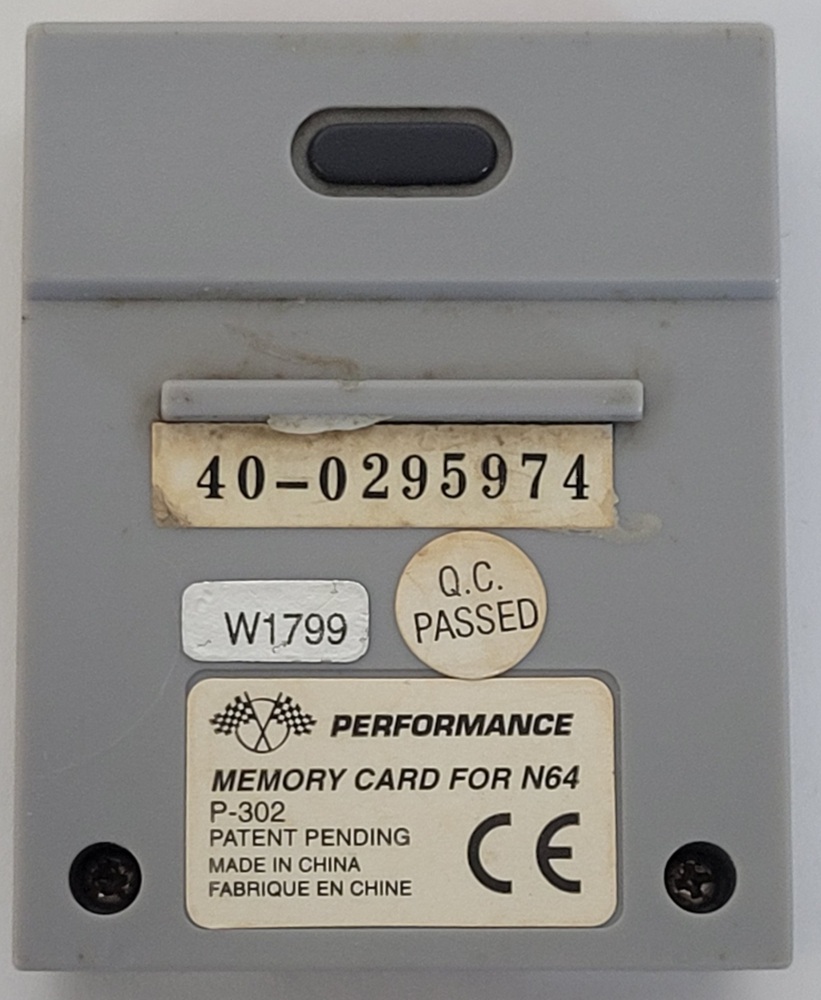 40-0295974
Q.C.
PASSED
W1799
PERFORMANCE
MEMORY CARD FOR N64
P-302
PATENT PENDING
MADE IN CHINA
FABRIQUE EN CHINE
CE